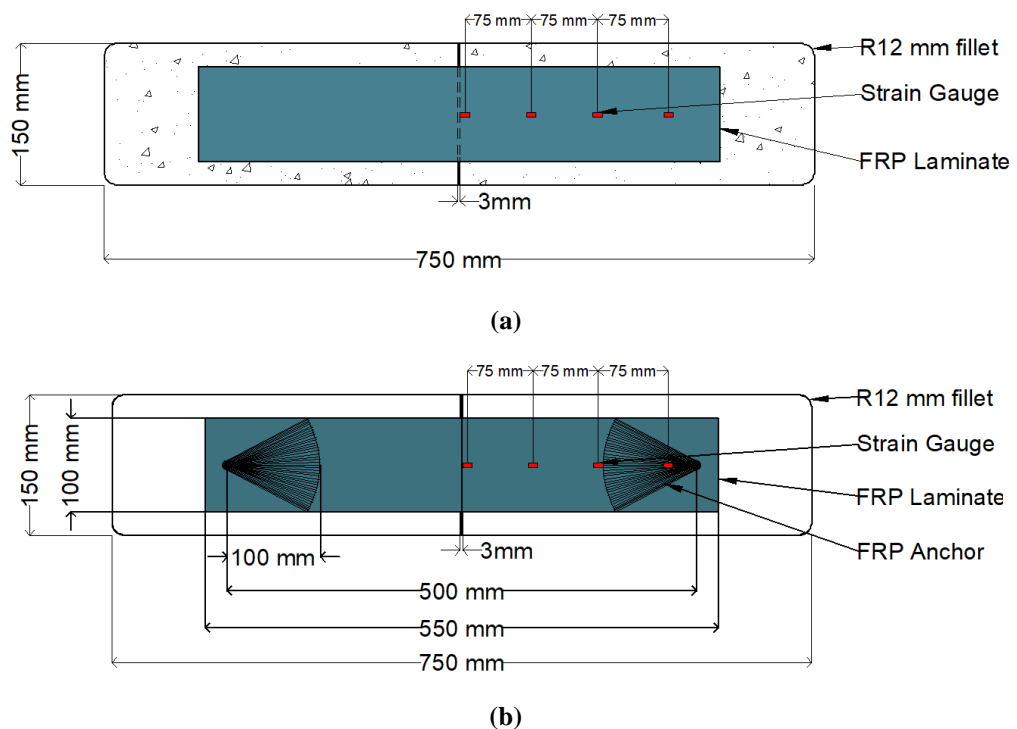 75 mm 75 mm 75 mm
R12 mm fillet
Strain Gauge
150 mm
FRP Laminate
3mm
750 mm
(a)
75 mm 75 mm 75 mm
R12 mm fillet
Strain Gauge
150 mm
100 mm
FRP Laminate
FRP Anchor
100 mm
3mm
500 mm
550 mm
750 mm
(b)